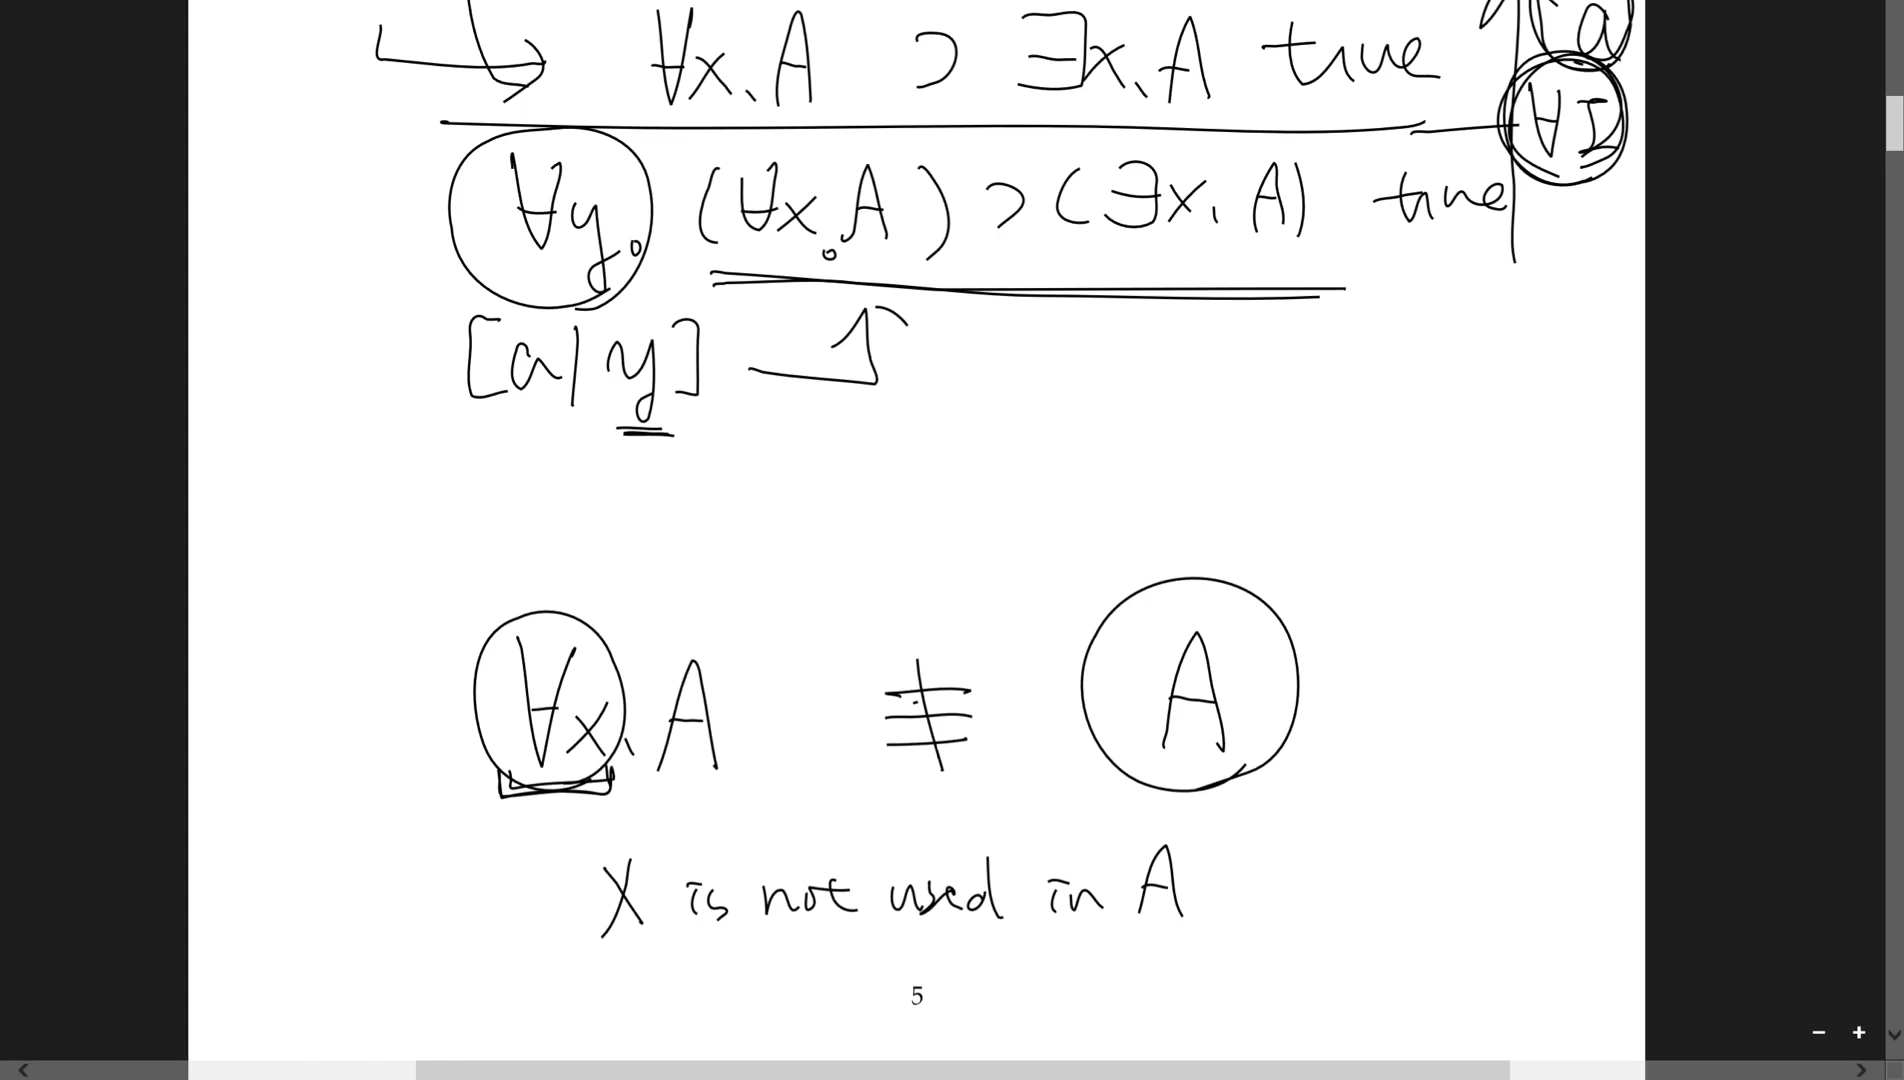 ∀x. A ⊃ ∃x. A true a
∀I
∀y. (∀x. A) ⊃ (∃x. A) true
[a/y]
∀x. A ≢ A
x is not used in A
5